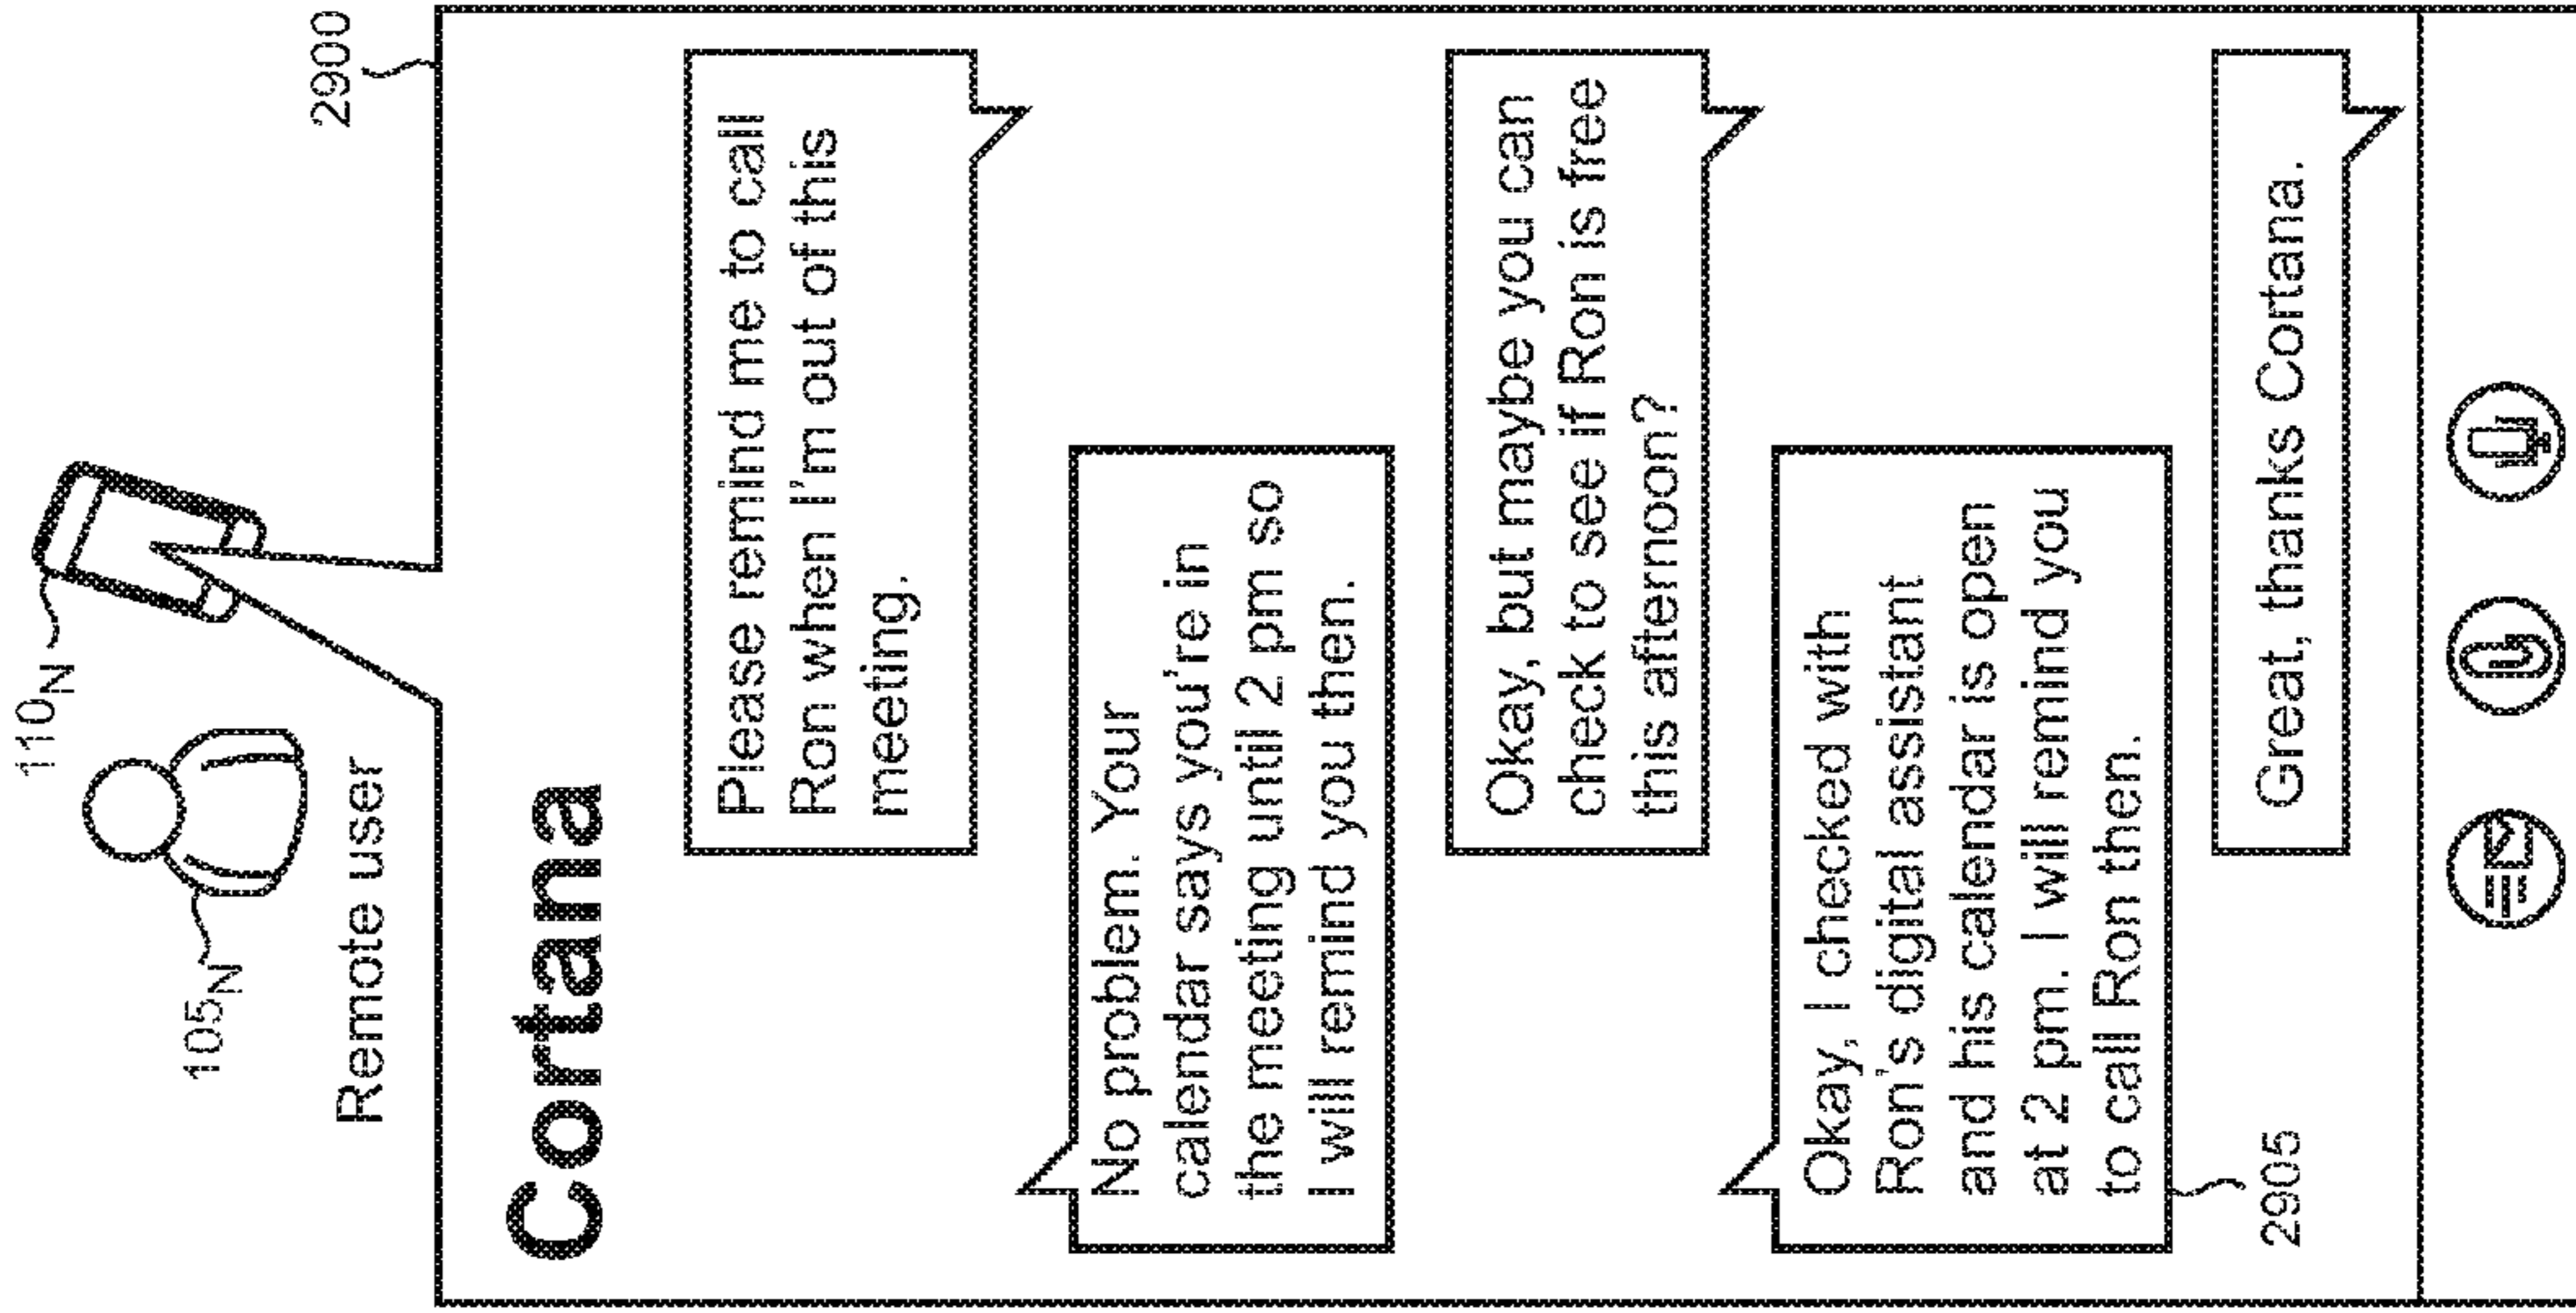 110N
105N
Remote user
2900
Cortana
Please remind me to call
Ron when I'm out of this
meeting.
No problem. Your
calendar says you're in
the meeting until 2 pm so
I will remind you then.
Okay, but maybe you can
check to see if Ron is free
this afternoon?
Okay, I checked with
Ron's digital assistant
and his calendar is open
at 2 pm. I will remind you
to call Ron then.
2905
Great, thanks Cortana.